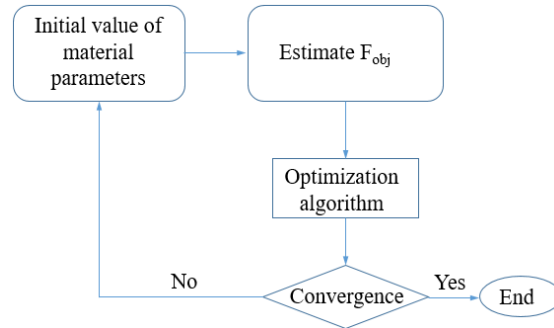 Initial value of
material
parameters
Estimate F_obj
Optimization
algorithm
No
Convergence
Yes
End